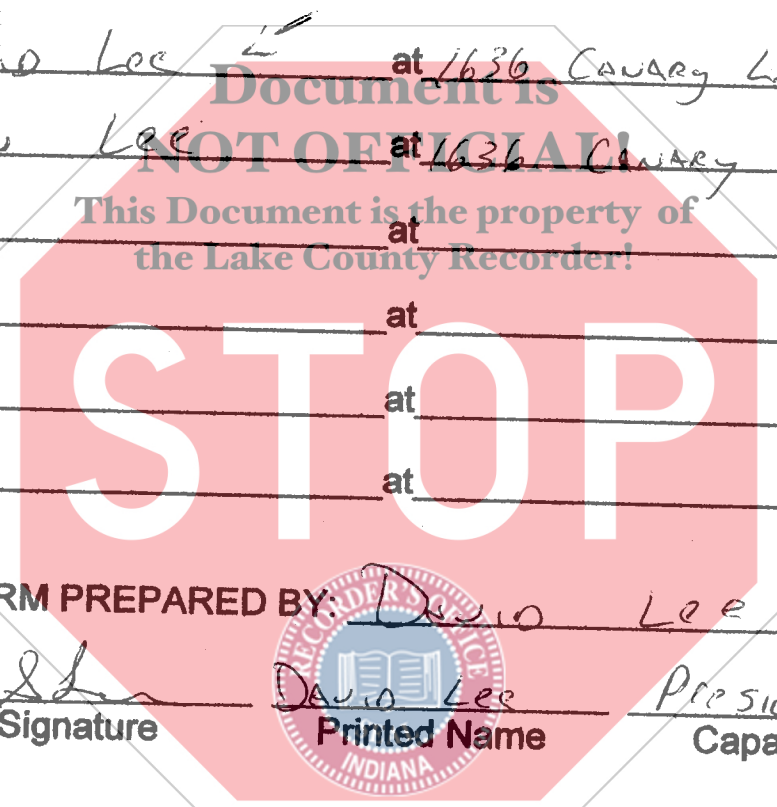 Lee at 1636 Canary
Document is
Lee at 1636 Canary
NOT OFFICIAL!
This Document is the property of
at
the Lake County Recorder!
at
STOP
at
at
RM PREPARED BY: David Lee
RECORDER'S OFFICE
David Lee
Signature Printed Name Capa
INDIANA